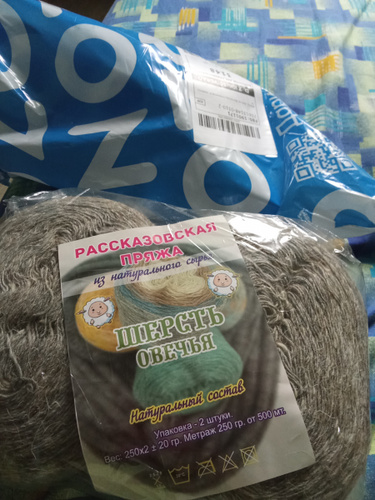 РАССКАЗОВСКАЯ
ПРЯЖА
из натурального сырья
ШЕРСТЬ
ОВЕЧЬЯ
Натуральный состав
Упаковка - 2 штуки.
Вес: 250х2 ± 20 гр. Метраж 250 гр. от 500 мт.